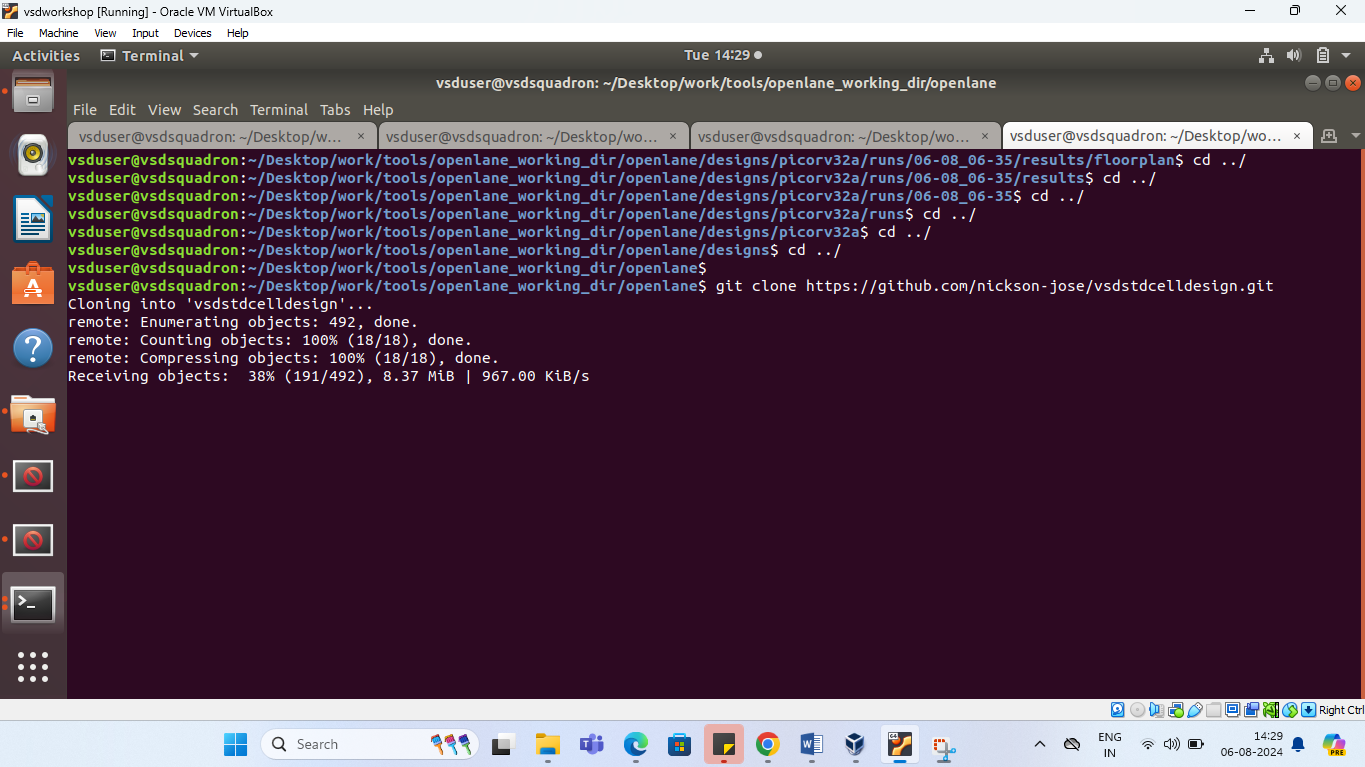 vsdworkshop [Running] - Oracle VM VirtualBox
File Machine View Input Devices Help
Activities Terminal Tue 14:29
vsduser@vsdsquadron: ~/Desktop/work/tools/openlane_working_dir/openlane
File Edit View Search Terminal Tabs Help
vsduser@vsdsquadron: ~/Desktop/w... × vsduser@vsdsquadron: ~/Desktop/wo... × vsduser@vsdsquadron: ~/Desktop/wo... × vsduser@vsdsquadron: ~/Desktop/wo... ×
vsduser@vsdsquadron:~/Desktop/work/tools/openlane_working_dir/openlane/designs/picorv32a/runs/06-08_06-35/results/floorplan$ cd ../
vsduser@vsdsquadron:~/Desktop/work/tools/openlane_working_dir/openlane/designs/picorv32a/runs/06-08_06-35/results$ cd ../
vsduser@vsdsquadron:~/Desktop/work/tools/openlane_working_dir/openlane/designs/picorv32a/runs/06-08_06-35$ cd ../
vsduser@vsdsquadron:~/Desktop/work/tools/openlane_working_dir/openlane/designs/picorv32a/runs$ cd ../
vsduser@vsdsquadron:~/Desktop/work/tools/openlane_working_dir/openlane/designs/picorv32a$ cd ../
vsduser@vsdsquadron:~/Desktop/work/tools/openlane_working_dir/openlane/designs$ cd ../
vsduser@vsdsquadron:~/Desktop/work/tools/openlane_working_dir/openlane$
vsduser@vsdsquadron:~/Desktop/work/tools/openlane_working_dir/openlane$ git clone https://github.com/nickson-jose/vsdstdcelldesign.git
Cloning into 'vsdstdcelldesign'...
remote: Enumerating objects: 492, done.
remote: Counting objects: 100% (18/18), done.
remote: Compressing objects: 100% (18/18), done.
Receiving objects:  38% (191/492), 8.37 MiB | 967.00 KiB/s
Right Ctrl
Search
ENG
IN
14:29
06-08-2024
PRE